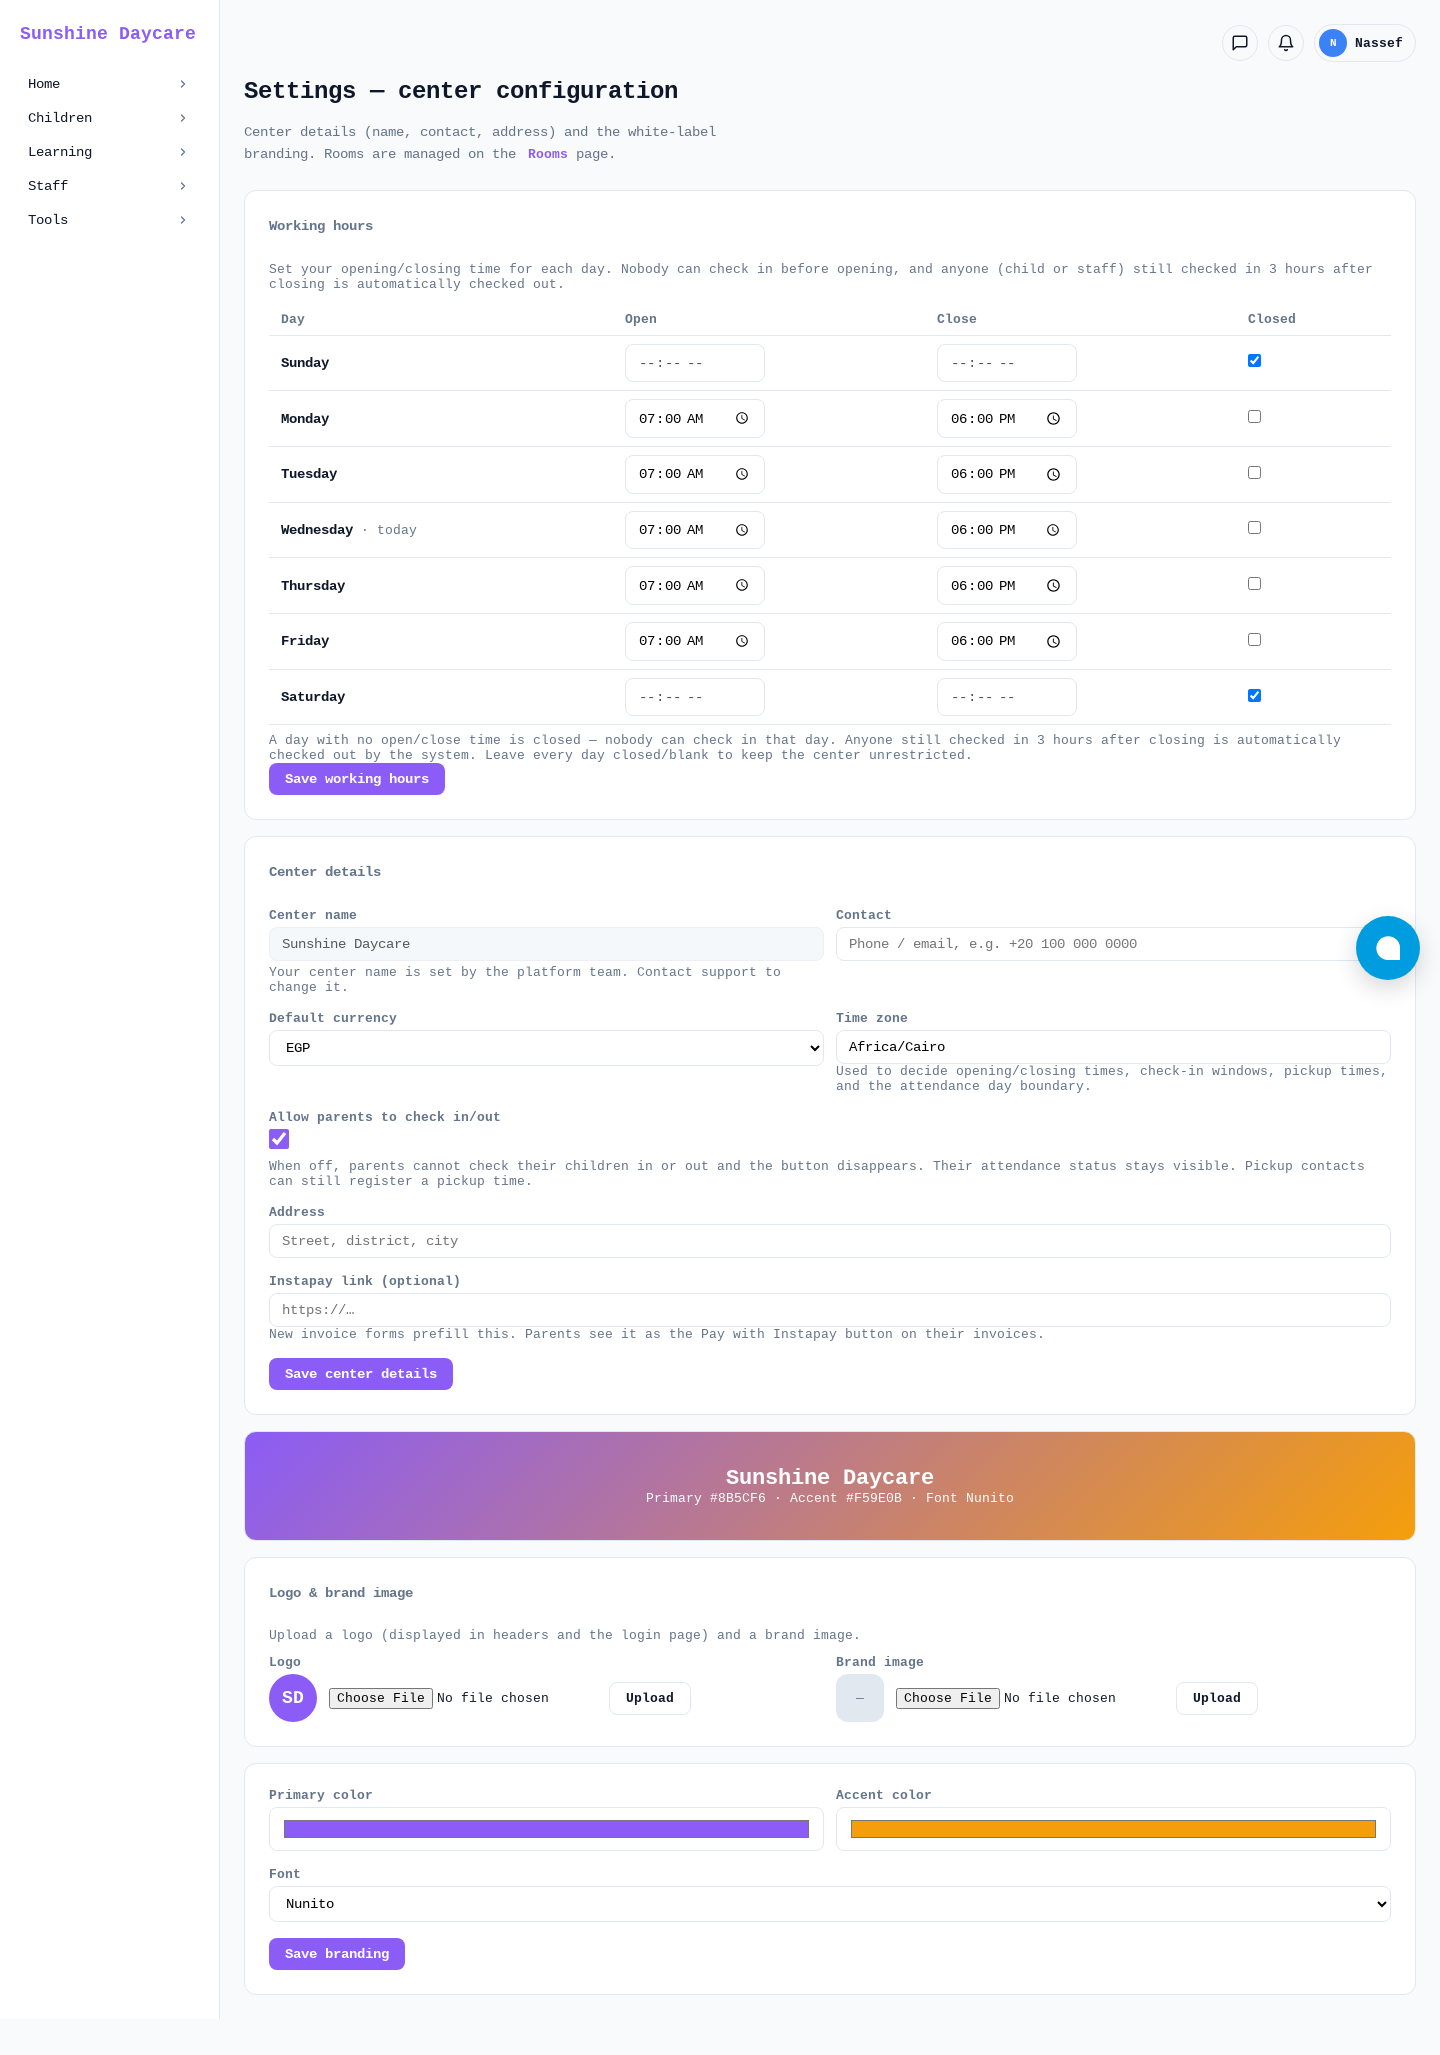 Sunshine Daycare
Home
Children
Learning
Staff
Tools
N Nassef
Settings — center configuration
Center details (name, contact, address) and the white-label
branding. Rooms are managed on the Rooms page.
Working hours
Set your opening/closing time for each day. Nobody can check in before opening, and anyone (child or staff) still checked in 3 hours after
closing is automatically checked out.
Day Open Close Closed
Sunday --:-- -- --:-- --
Monday 07:00 AM 06:00 PM
Tuesday 07:00 AM 06:00 PM
Wednesday · today 07:00 AM 06:00 PM
Thursday 07:00 AM 06:00 PM
Friday 07:00 AM 06:00 PM
Saturday --:-- -- --:-- --
A day with no open/close time is closed — nobody can check in that day. Anyone still checked in 3 hours after closing is automatically
checked out by the system. Leave every day closed/blank to keep the center unrestricted.
Save working hours
Center details
Center name Contact
Sunshine Daycare Phone / email, e.g. +20 100 000 0000
Your center name is set by the platform team. Contact support to
change it.
Default currency Time zone
EGP Africa/Cairo
Used to decide opening/closing times, check-in windows, pickup times,
and the attendance day boundary.
Allow parents to check in/out
When off, parents cannot check their children in or out and the button disappears. Their attendance status stays visible. Pickup contacts
can still register a pickup time.
Address
Street, district, city
Instapay link (optional)
https://…
New invoice forms prefill this. Parents see it as the Pay with Instapay button on their invoices.
Save center details
Sunshine Daycare
Primary #8B5CF6 · Accent #F59E0B · Font Nunito
Logo & brand image
Upload a logo (displayed in headers and the login page) and a brand image.
Logo Brand image
SD Choose File No file chosen Upload — Choose File No file chosen Upload
Primary color Accent color
Font
Nunito
Save branding